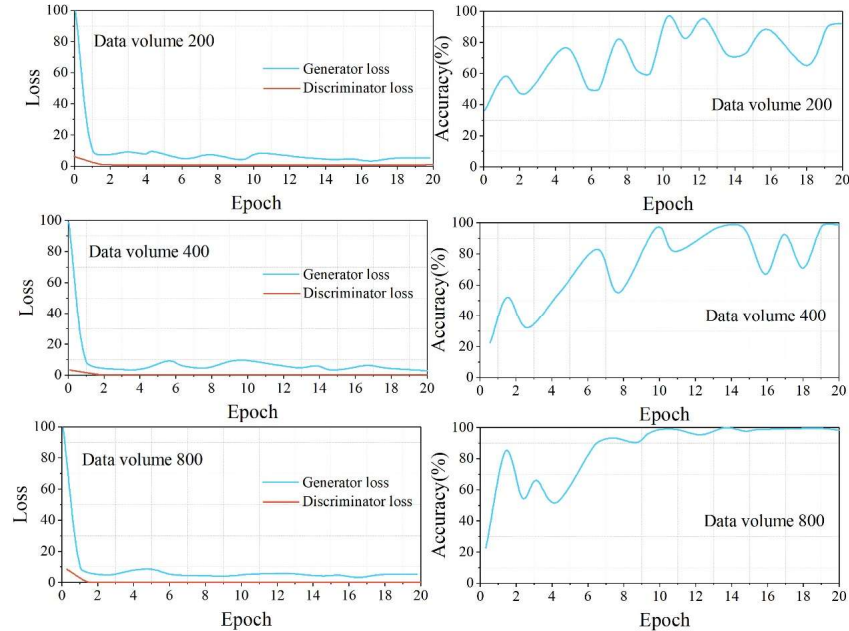 100
80
60
40
20
0
Loss
Data volume 200
Generator loss
Discriminator loss
0 2 4 6 8 10 12 14 16 18 20
Epoch
100
80
60
40
20
0
Accuracy(%)
Data volume 200
0 2 4 6 8 10 12 14 16 18 20
Epoch
100
80
60
40
20
0
Loss
Data volume 400
Generator loss
Discriminator loss
0 2 4 6 8 10 12 14 16 18 20
Epoch
100
80
60
40
20
0
Accuracy(%)
Data volume 400
0 2 4 6 8 10 12 14 16 18 20
Epoch
100
80
60
40
20
0
Loss
Data volume 800
Generator loss
Discriminator loss
0 2 4 6 8 10 12 14 16 18 20
Epoch
100
80
60
40
20
0
Accuracy(%)
Data volume 800
0 2 4 6 8 10 12 14 16 18 20
Epoch